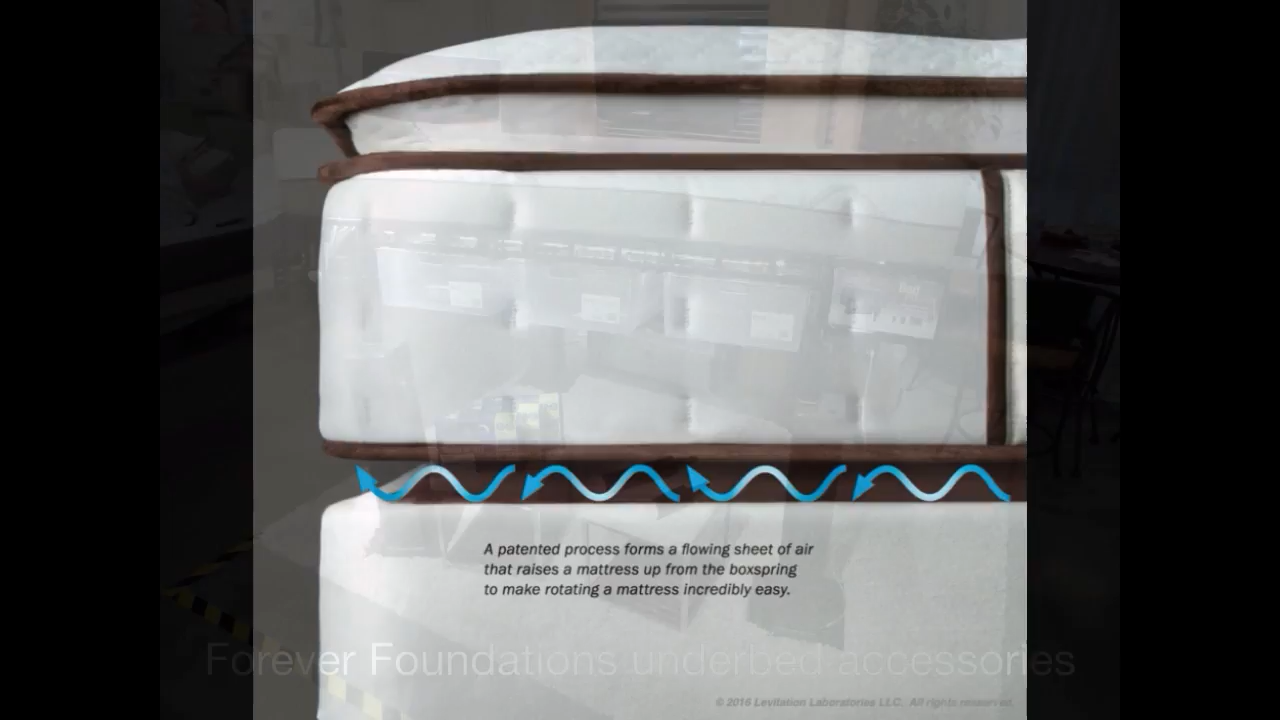 A patented process forms a flowing sheet of air
that raises a mattress up from the boxspring
to make rotating a mattress incredibly easy.
Forever Foundations underbed accessories
© 2016 Levitation Laboratories LLC. All rights reserved.